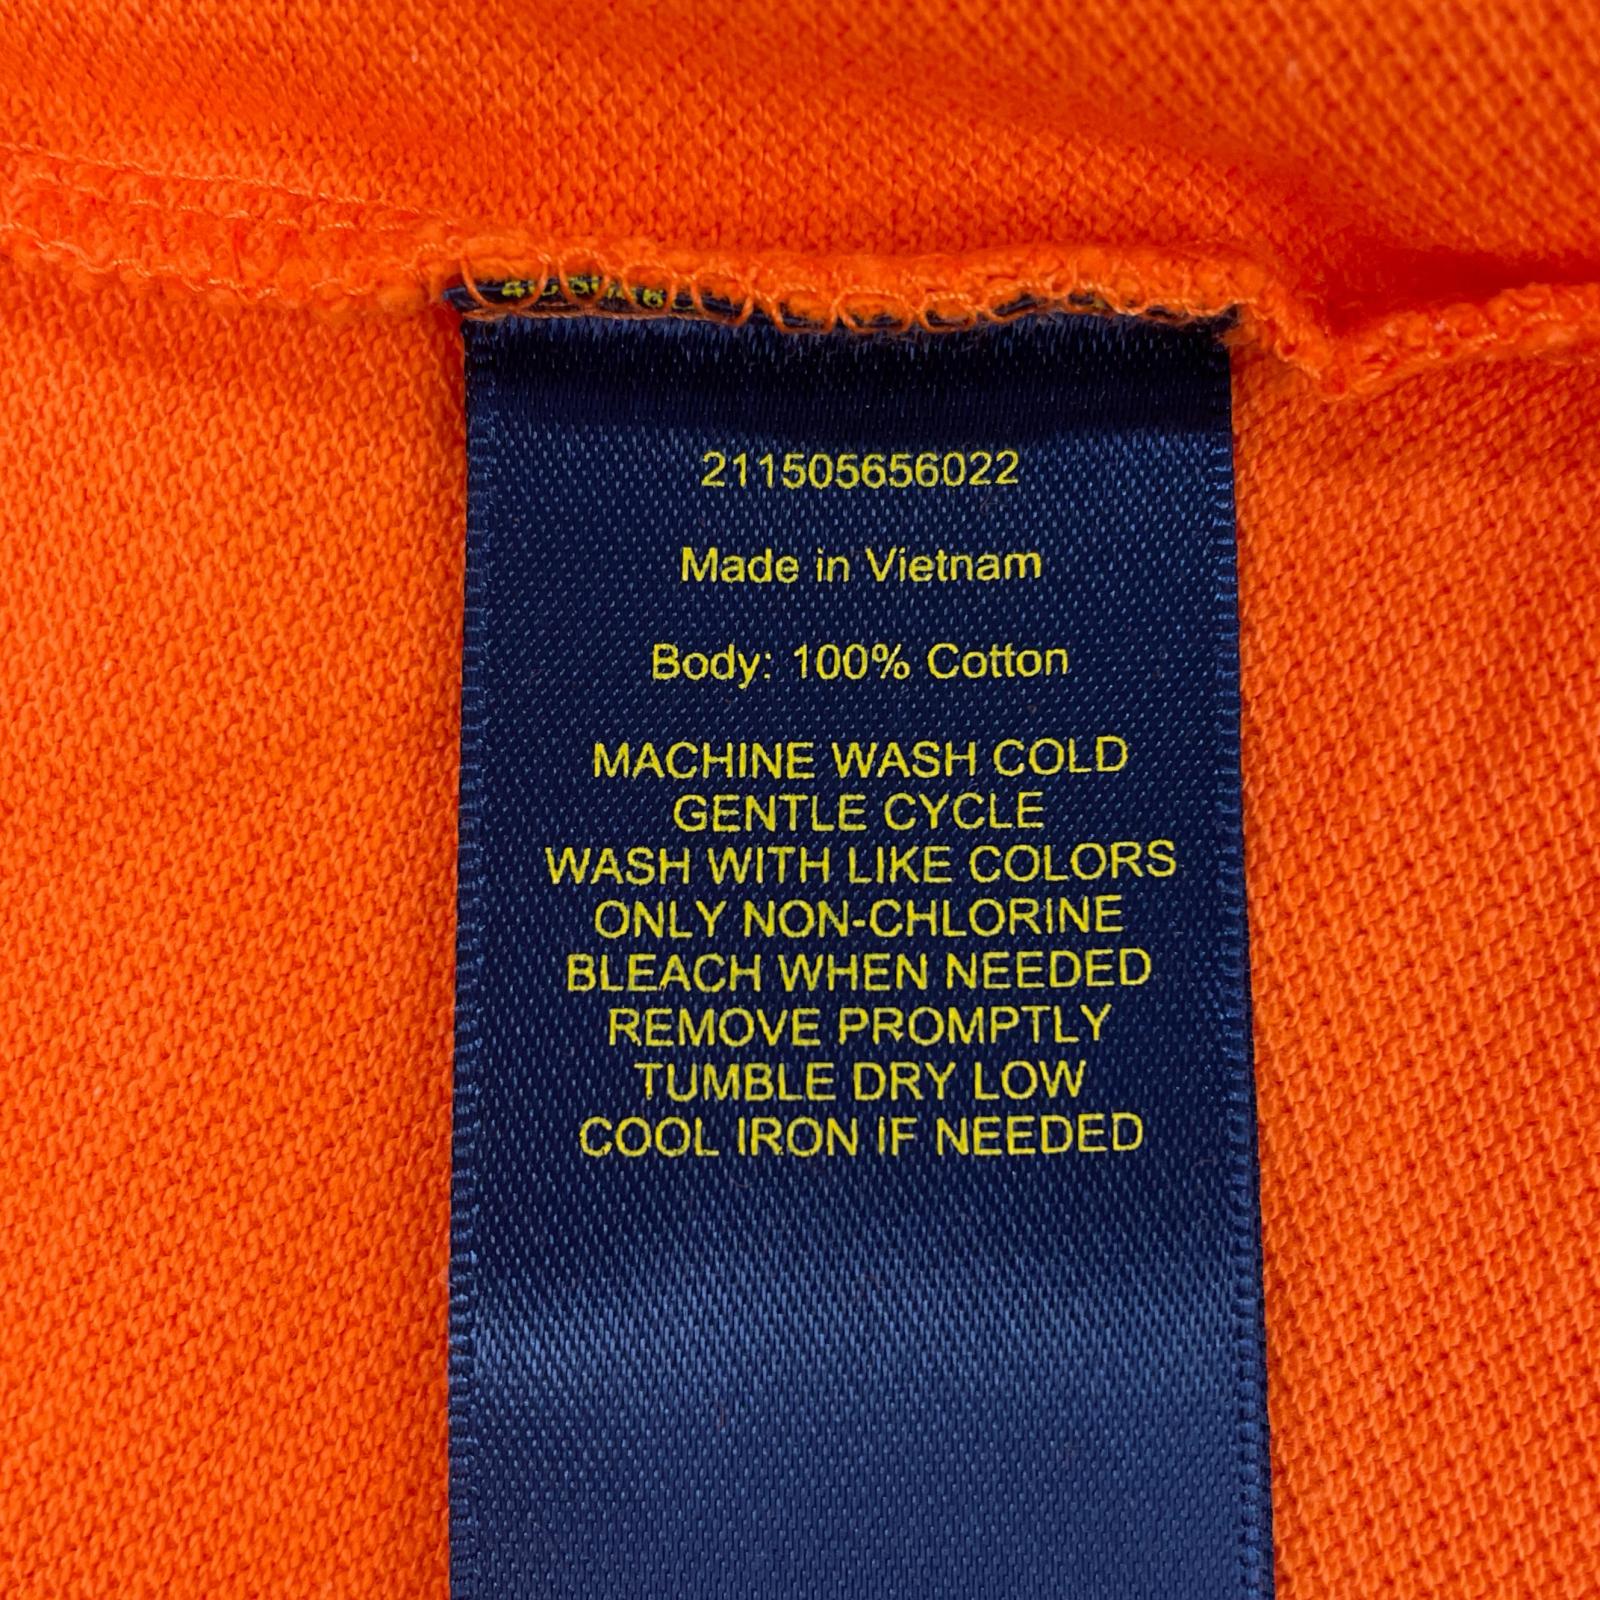 211505656022
Made in Vietnam
Body: 100% Cotton
MACHINE WASH COLD
GENTLE CYCLE
WASH WITH LIKE COLORS
ONLY NON-CHLORINE
BLEACH WHEN NEEDED
REMOVE PROMPTLY
TUMBLE DRY LOW
COOL IRON IF NEEDED